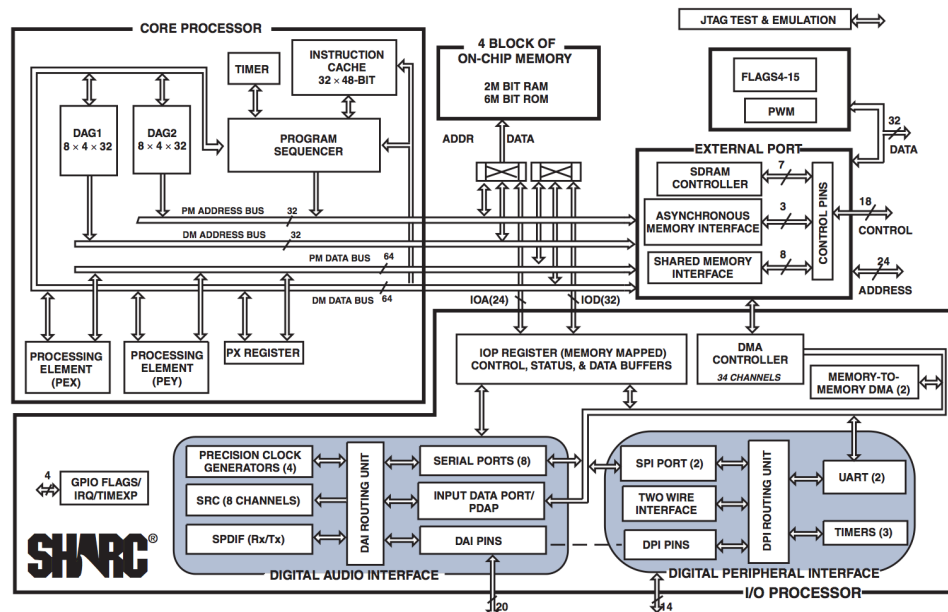 CORE PROCESSOR
TIMER
INSTRUCTION
CACHE
32 × 48-BIT
DAG1
8 × 4 × 32
DAG2
8 × 4 × 32
PROGRAM
SEQUENCER
PM ADDRESS BUS
32
DM ADDRESS BUS
32
PM DATA BUS
64
DM DATA BUS
64
PROCESSING
ELEMENT
(PEX)
PROCESSING
ELEMENT
(PEY)
PX REGISTER
4 BLOCK OF
ON-CHIP MEMORY
2M BIT RAM
6M BIT ROM
ADDR
DATA
IOA(24)
IOD(32)
JTAG TEST & EMULATION
FLAGS4-15
PWM
32
DATA
EXTERNAL PORT
SDRAM
CONTROLLER
7
ASYNCHRONOUS
MEMORY INTERFACE
3
SHARED MEMORY
INTERFACE
8
CONTROL PINS
18
CONTROL
24
ADDRESS
IOP REGISTER (MEMORY MAPPED)
CONTROL, STATUS, & DATA BUFFERS
DMA
CONTROLLER
34 CHANNELS
MEMORY-TO-
MEMORY DMA (2)
4
GPIO FLAGS/
IRQ/TIMEXP
PRECISION CLOCK
GENERATORS (4)
SRC (8 CHANNELS)
SPDIF (Rx/Tx)
DAI ROUTING UNIT
SERIAL PORTS (8)
INPUT DATA PORT/
PDAP
DAI PINS
DIGITAL AUDIO INTERFACE
20
SPI PORT (2)
TWO WIRE
INTERFACE
DPI PINS
DPI ROUTING UNIT
UART (2)
TIMERS (3)
DIGITAL PERIPHERAL INTERFACE
14
I/O PROCESSOR
SHARC®